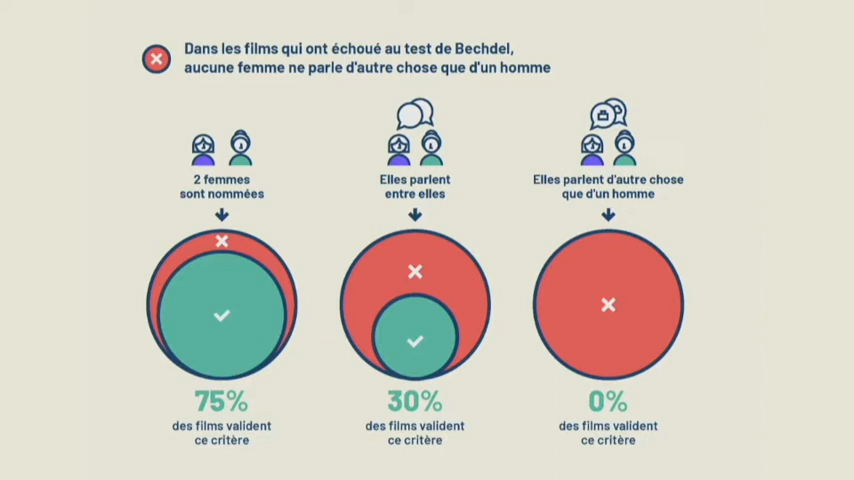 Dans les films qui ont échoué au test de Bechdel,
aucune femme ne parle d'autre chose que d'un homme
2 femmes
sont nommées
Elles parlent
entre elles
Elles parlent d'autre chose
que d'un homme
75%
des films valident
ce critère
30%
des films valident
ce critère
0%
des films valident
ce critère